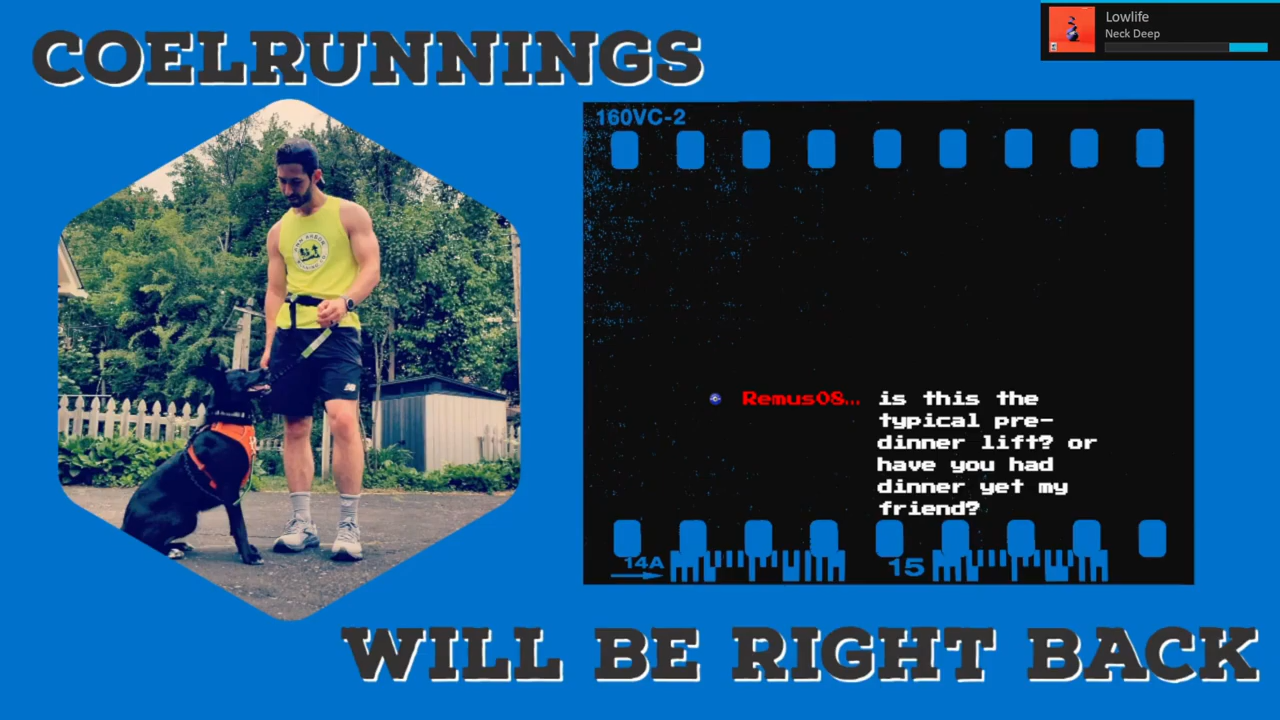 COELRUNNINGS
Lowlife
Neck Deep
160VC-2
Remus08... is this the
typical pre-
dinner lift? or
have you had
dinner yet my
friend?
14A
15
WILL BE RIGHT BACK